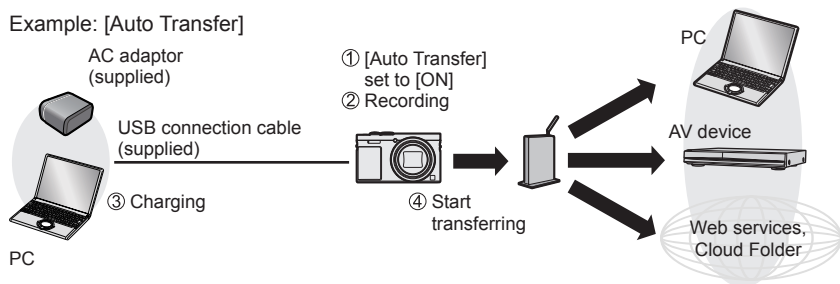 Example: [Auto Transfer]
AC adaptor
(supplied)
USB connection cable
(supplied)
③ Charging
PC
① [Auto Transfer]
set to [ON]
② Recording
④ Start
transferring
PC
AV device
Web services,
Cloud Folder